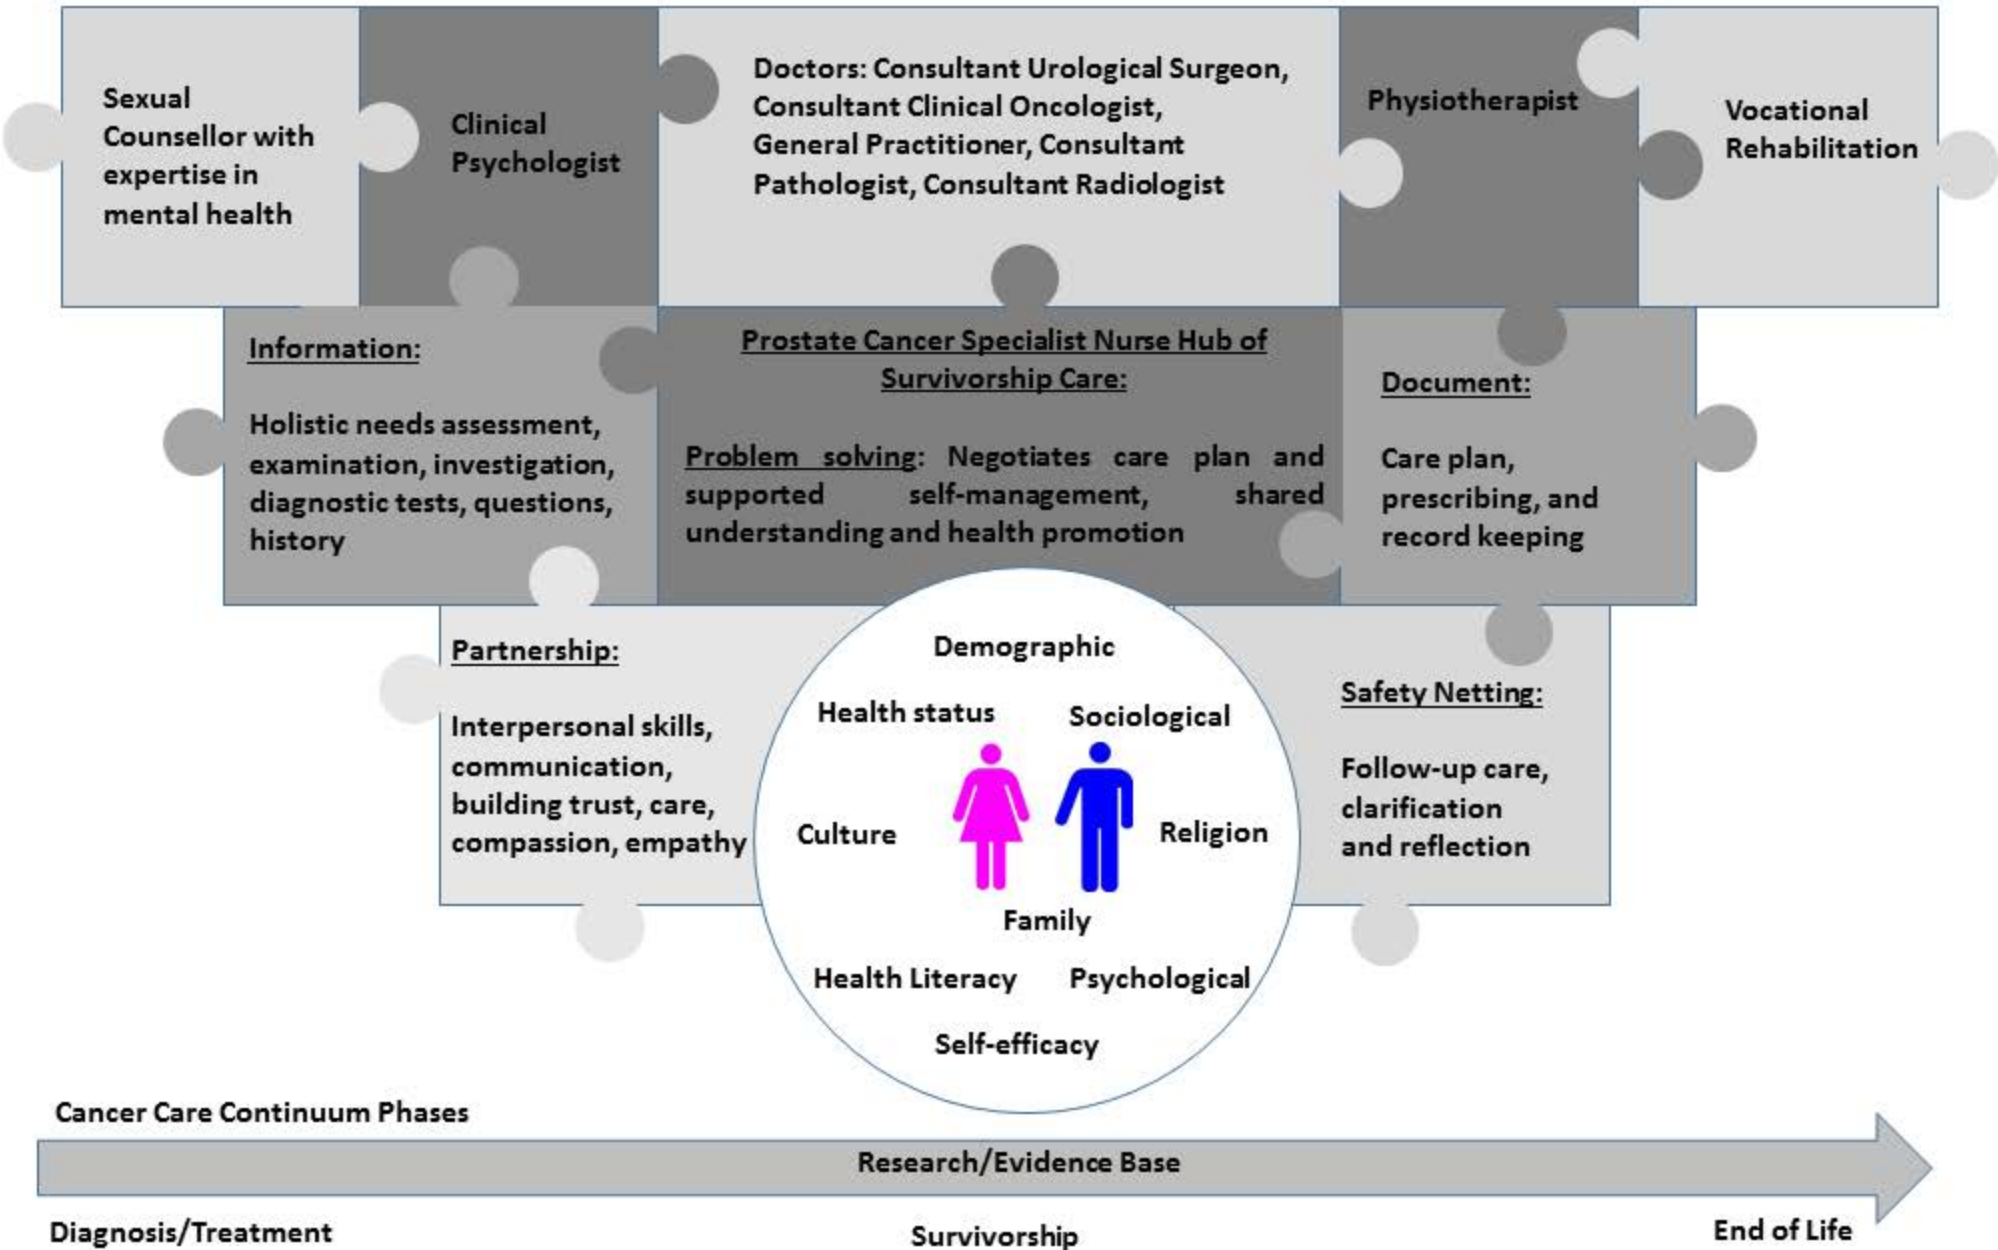 Sexual
Counsellor with
expertise in
mental health
Clinical
Psychologist
Doctors: Consultant Urological Surgeon,
Consultant Clinical Oncologist,
General Practitioner, Consultant
Pathologist, Consultant Radiologist
Physiotherapist
Vocational
Rehabilitation
Information:
Holistic needs assessment,
examination, investigation,
diagnostic tests, questions,
history
Prostate Cancer Specialist Nurse Hub of
Survivorship Care:
Problem solving: Negotiates care plan and
supported self-management, shared
understanding and health promotion
Document:
Care plan,
prescribing, and
record keeping
Partnership:
Interpersonal skills,
communication,
building trust, care,
compassion, empathy
Demographic
Health status
Sociological
Culture
Religion
Family
Health Literacy
Psychological
Self-efficacy
Safety Netting:
Follow-up care,
clarification
and reflection
Cancer Care Continuum Phases
Research/Evidence Base
Diagnosis/Treatment
Survivorship
End of Life